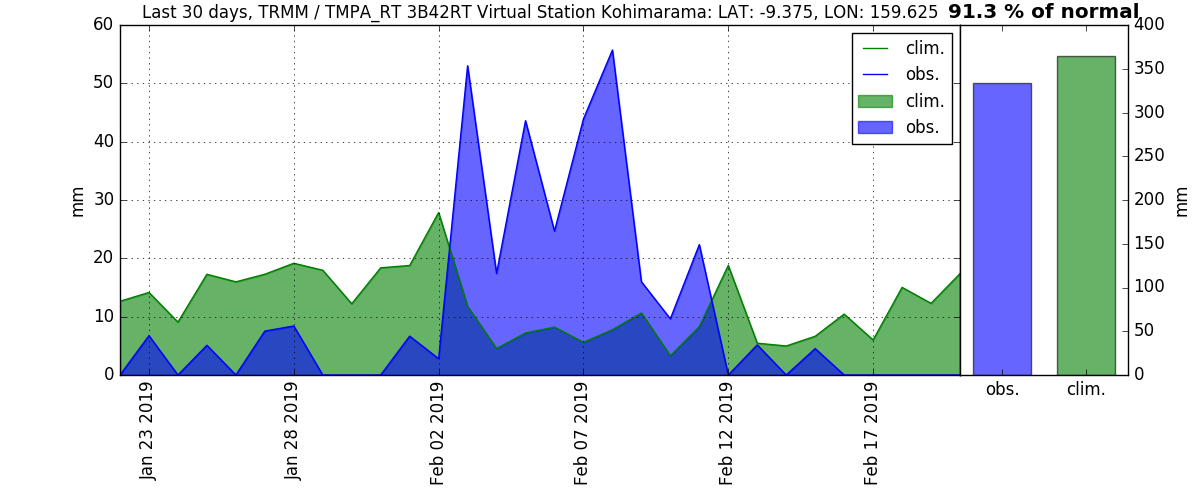 Last 30 days, TRMM / TMPA_RT 3B42RT Virtual Station Kohimarama: LAT: -9.375, LON: 159.625 91.3 % of normal
60
50
40
30
20
10
0
mm
clim.
obs.
clim.
obs.
Jan 23 2019
Jan 28 2019
Feb 02 2019
Feb 07 2019
Feb 12 2019
Feb 17 2019
400
350
300
250
200
150
100
50
0
mm
obs. clim.